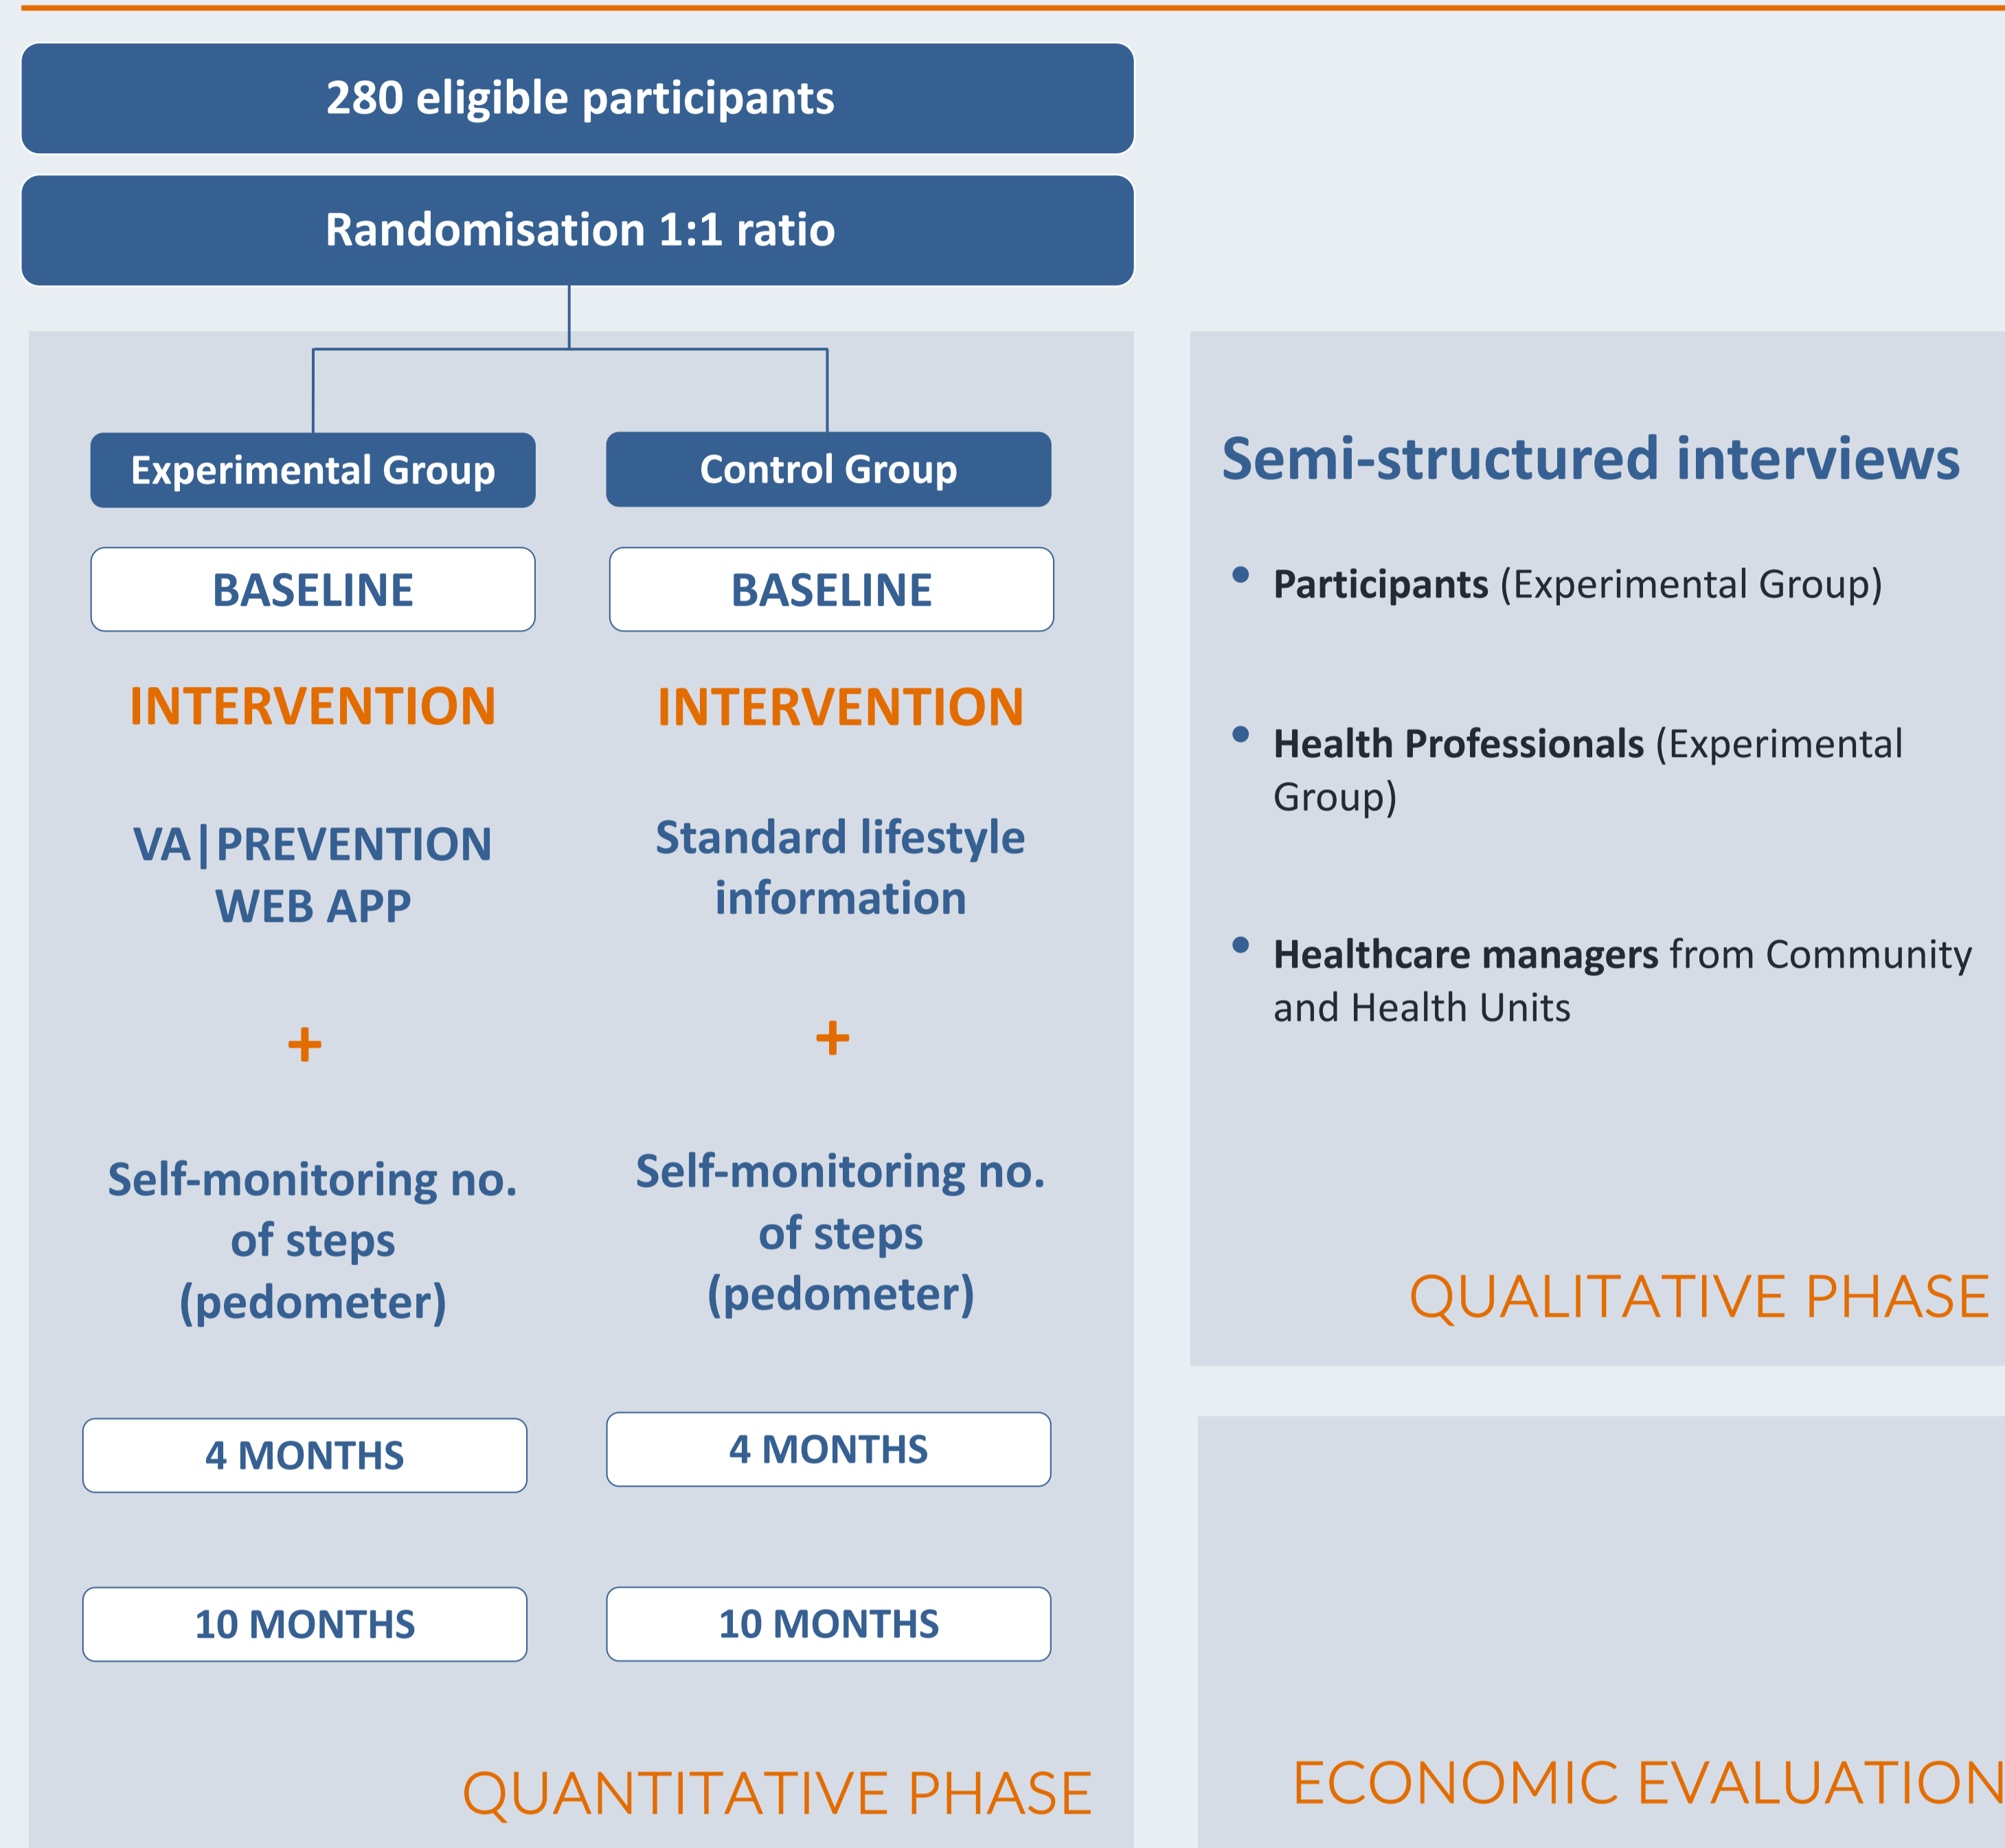 280 eligible participants
Randomisation 1:1 ratio
Experimental Group
BASELINE
INTERVENTION
VA|PREVENTION
WEB APP
+
Self-monitoring no.
of steps
(pedometer)
4 MONTHS
10 MONTHS
Control Group
BASELINE
INTERVENTION
Standard lifestyle
information
+
Self-monitoring no.
of steps
(pedometer)
4 MONTHS
10 MONTHS
QUANTITATIVE PHASE
Semi-structured interviews
• Participants (Experimental Group)
• Health Professionals (Experimental
Group)
• Healthcare managers from Community
and Health Units
QUALITATIVE PHASE
ECONOMIC EVALUATION